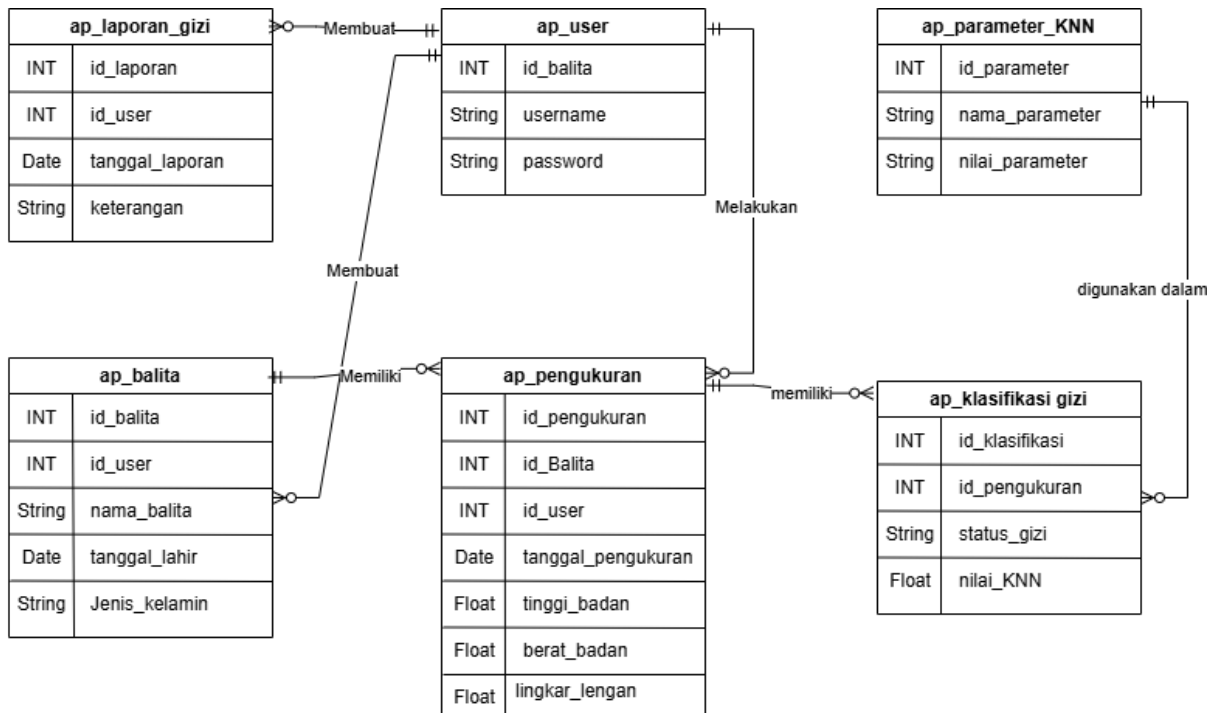 ap_laporan_gizi
INT id_laporan
INT id_user
Date tanggal_laporan
String keterangan
Membuat
ap_user
INT id_balita
String username
String password
ap_parameter_KNN
INT id_parameter
String nama_parameter
String nilai_parameter
Melakukan
Membuat
digunakan dalam
ap_balita
INT id_balita
INT id_user
String nama_balita
Date tanggal_lahir
String Jenis_kelamin
Memiliki
ap_pengukuran
INT id_pengukuran
INT id_Balita
INT id_user
Date tanggal_pengukuran
Float tinggi_badan
Float berat_badan
Float lingkar_lengan
memiliki
ap_klasifikasi gizi
INT id_klasifikasi
INT id_pengukuran
String status_gizi
Float nilai_KNN